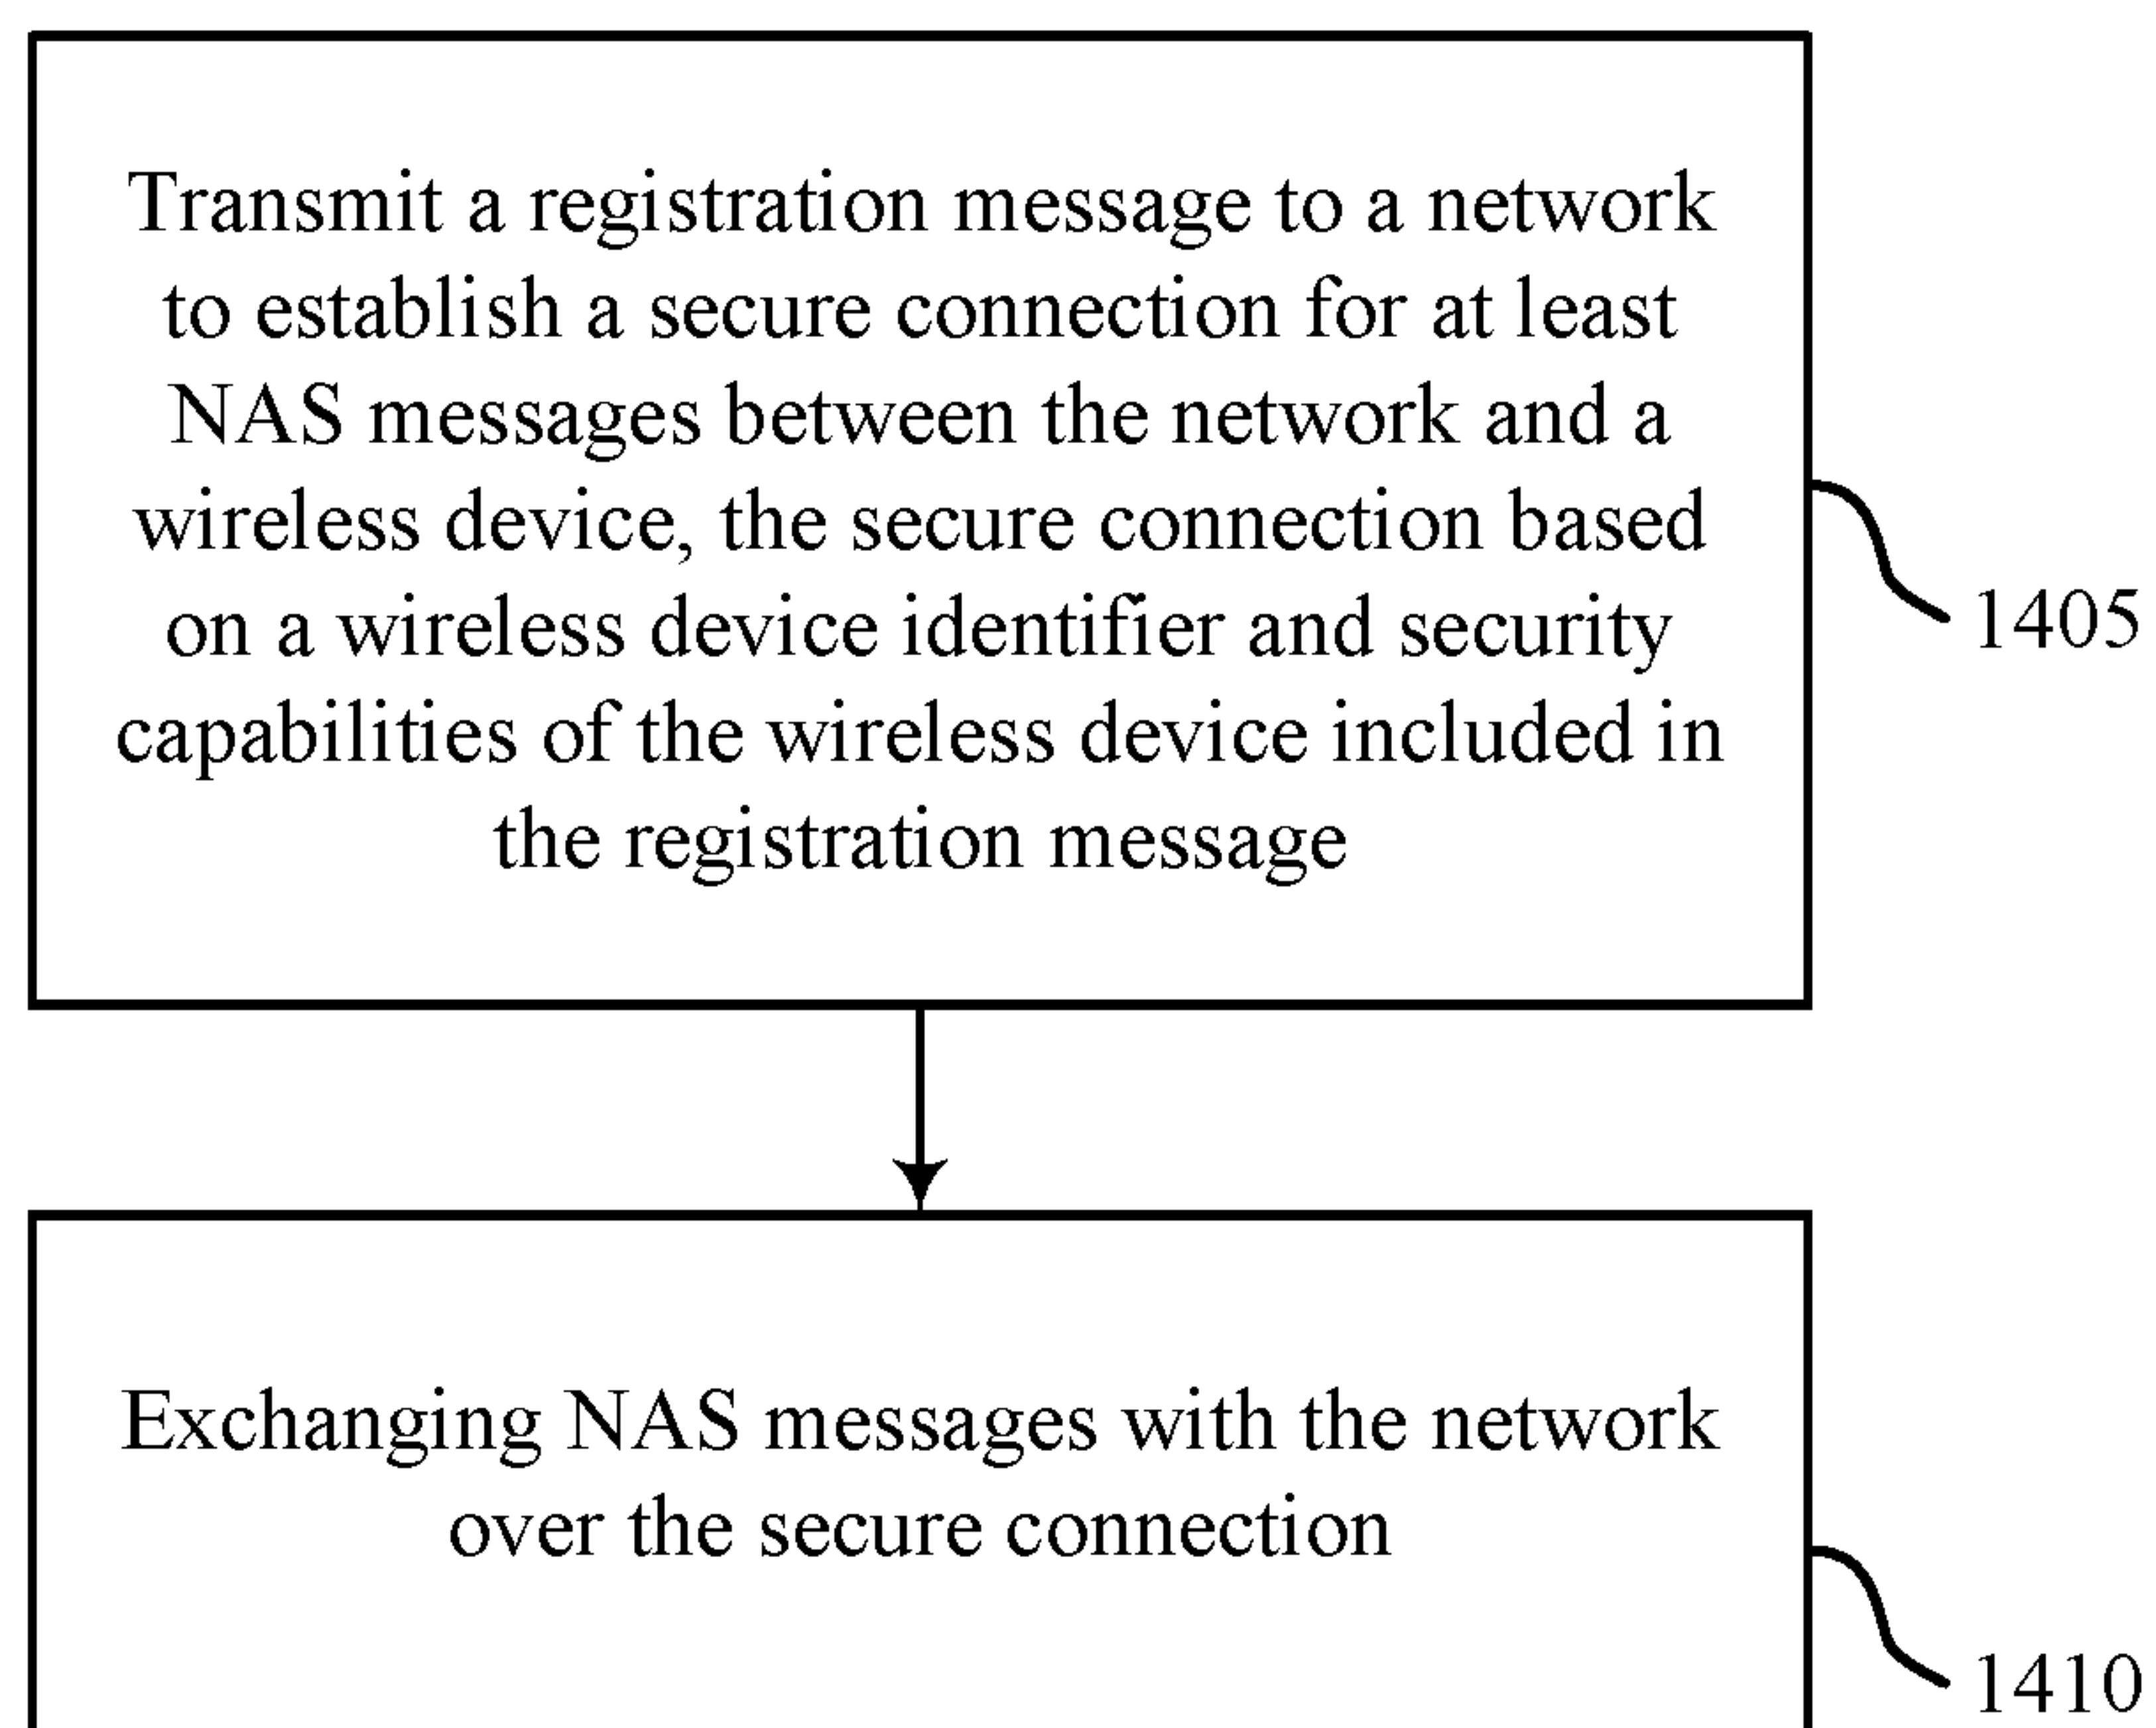 Transmit a registration message to a network
to establish a secure connection for at least
NAS messages between the network and a
wireless device, the secure connection based
on a wireless device identifier and security
capabilities of the wireless device included in
the registration message
1405
Exchanging NAS messages with the network
over the secure connection
1410